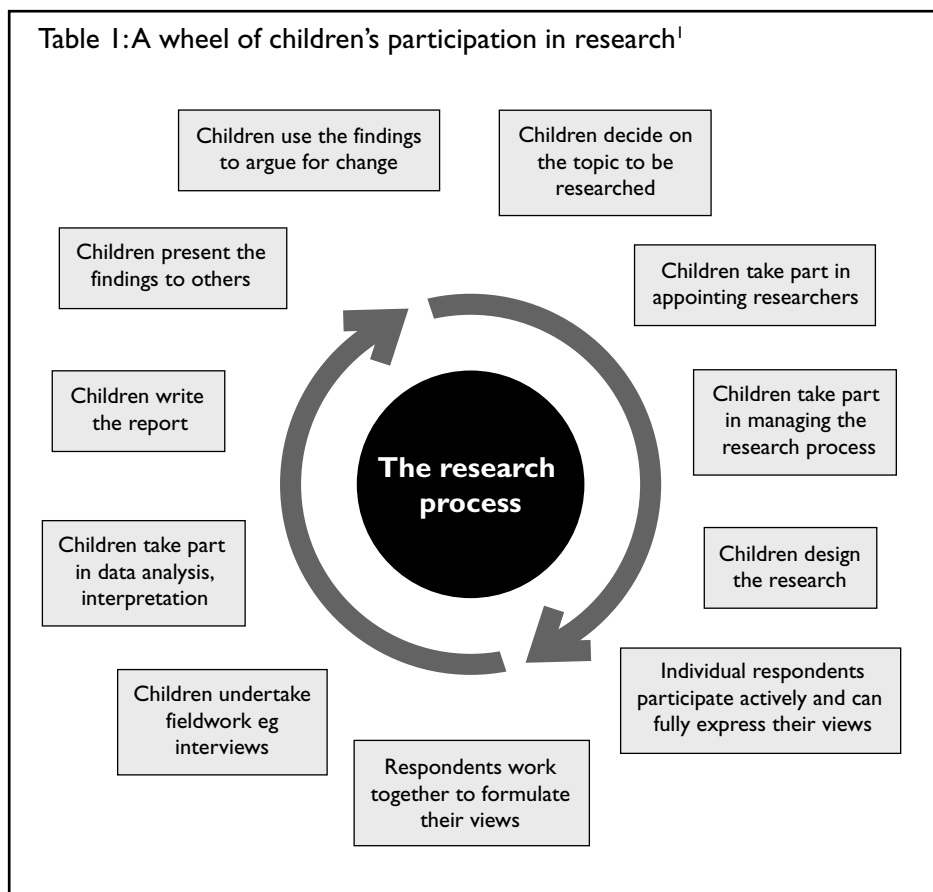 Table 1: A wheel of children's participation in research¹
Children use the findings
to argue for change
Children decide on
the topic to be
researched
Children present the
findings to others
Children take part in
appointing researchers
Children write
the report
Children take part
in managing the
research process
The research
process
Children take part
in data analysis,
interpretation
Children design
the research
Children undertake
fieldwork eg
interviews
Individual respondents
participate actively and can
fully express their views
Respondents work
together to formulate
their views